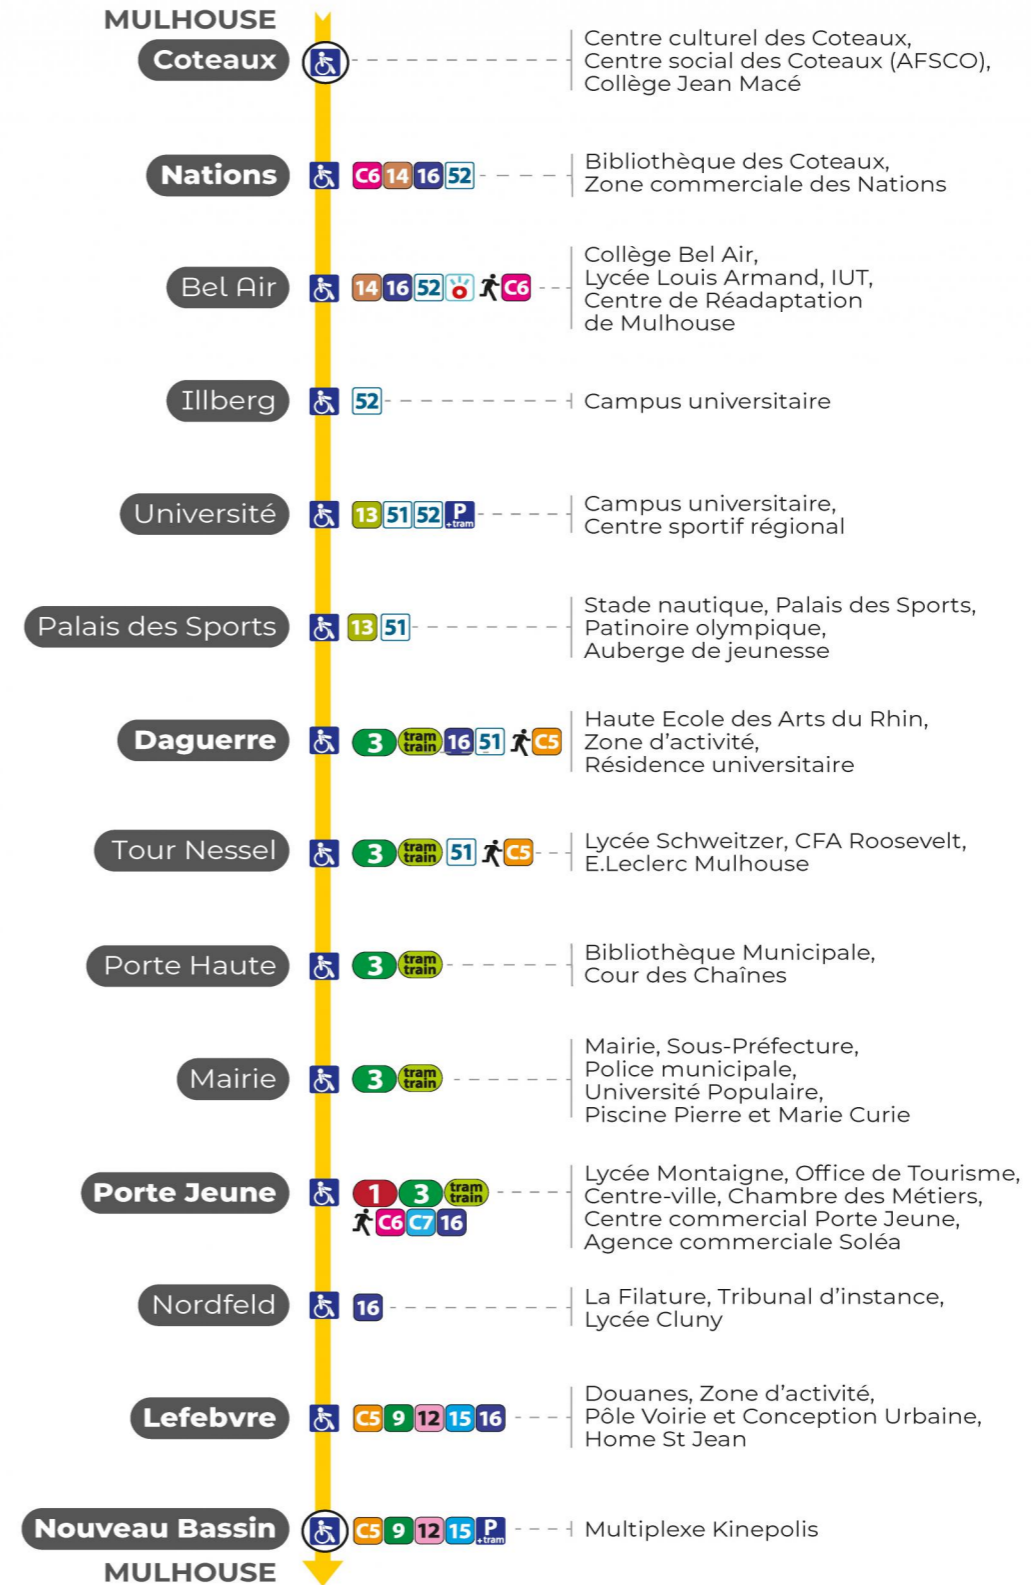 MULHOUSE
Coteaux
Centre culturel des Coteaux,
Centre social des Coteaux (AFSCO),
Collège Jean Macé
Nations
C6 14 16 52
Bibliothèque des Coteaux,
Zone commerciale des Nations
Bel Air
14 16 52 C6
Collège Bel Air,
Lycée Louis Armand, IUT,
Centre de Réadaptation
de Mulhouse
Illberg
52
Campus universitaire
Université
13 51 52 P +tram
Campus universitaire,
Centre sportif régional
Palais des Sports
13 51
Stade nautique, Palais des Sports,
Patinoire olympique,
Auberge de jeunesse
Daguerre
3 tram train 16 51 C5
Haute Ecole des Arts du Rhin,
Zone d'activité,
Résidence universitaire
Tour Nessel
3 tram train 51 C5
Lycée Schweitzer, CFA Roosevelt,
E.Leclerc Mulhouse
Porte Haute
3 tram train
Bibliothèque Municipale,
Cour des Chaînes
Mairie
3 tram train
Mairie, Sous-Préfecture,
Police municipale,
Université Populaire,
Piscine Pierre et Marie Curie
Porte Jeune
1 3 tram train
C6 C7 16
Lycée Montaigne, Office de Tourisme,
Centre-ville, Chambre des Métiers,
Centre commercial Porte Jeune,
Agence commerciale Soléa
Nordfeld
16
La Filature, Tribunal d'instance,
Lycée Cluny
Lefebvre
C5 9 12 15 16
Douanes, Zone d'activité,
Pôle Voirie et Conception Urbaine,
Home St Jean
Nouveau Bassin
C5 9 12 15 P +tram
Multiplexe Kinepolis
MULHOUSE